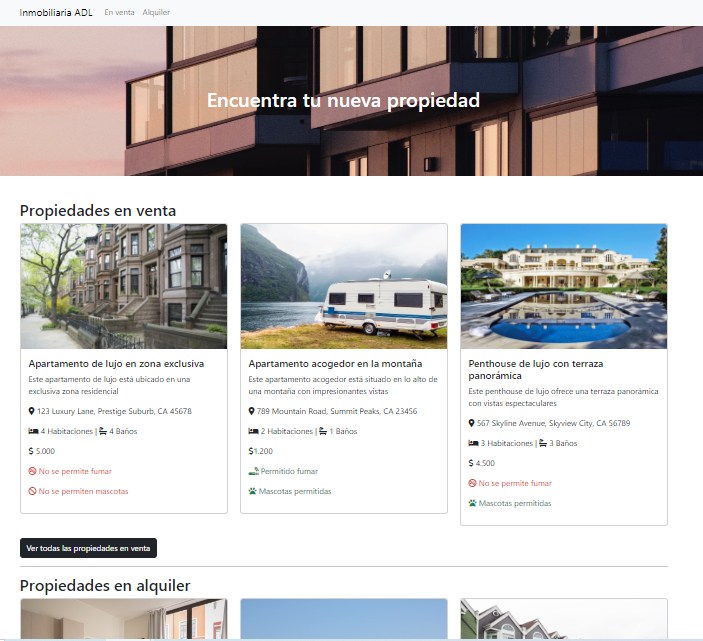 Inmobiliaria ADL En venta Alquiler
Encuentra tu nueva propiedad
Propiedades en venta
Apartamento de lujo en zona exclusiva
Este apartamento de lujo está ubicado en una
exclusiva zona residencial
123 Luxury Lane, Prestige Suburb, CA 45678
4 Habitaciones | 4 Baños
$ 5.000
No se permite fumar
No se permiten mascotas
Apartamento acogedor en la montaña
Este apartamento acogedor está situado en lo alto de
una montaña con impresionantes vistas
789 Mountain Road, Summit Peaks, CA 23456
2 Habitaciones | 1 Baños
$1.200
Permitido fumar
Mascotas permitidas
Penthouse de lujo con terraza
panorámica
Este penthouse de lujo ofrece una terraza panorámica
con vistas espectaculares
567 Skyline Avenue, Skyview City, CA 56789
3 Habitaciones | 3 Baños
$ 4.500
No se permite fumar
Mascotas permitidas
Ver todas las propiedades en venta
Propiedades en alquiler